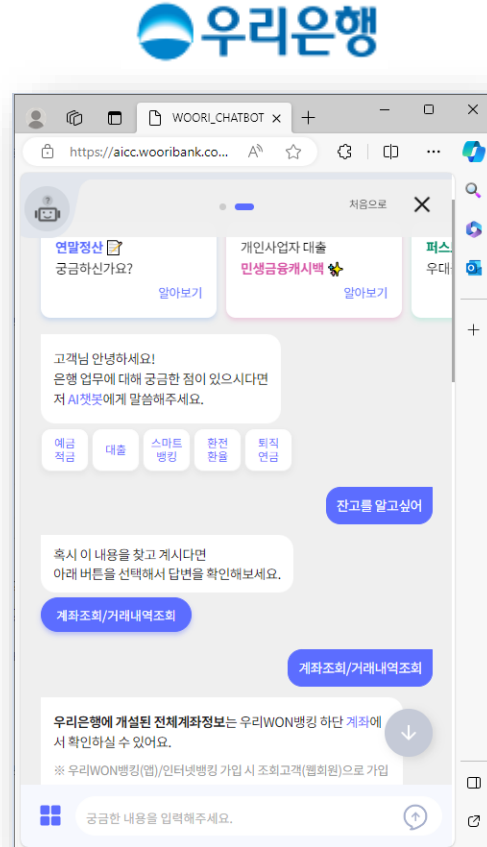 우리은행
WOORI_CHATBOT
https://aicc.wooribank.co...
처음으로
연말정산
궁금하신가요?
알아보기
개인사업자 대출
민생금융캐시백
알아보기
퍼스
우대
고객님 안녕하세요!
은행 업무에 대해 궁금한 점이 있으시다면
저 AI챗봇에게 말씀해주세요.
예금
적금
대출
스마트
뱅킹
환전
환율
퇴직
연금
잔고를 알고싶어
혹시 이 내용을 찾고 계시다면
아래 버튼을 선택해서 답변을 확인해보세요.
계좌조회/거래내역조회
계좌조회/거래내역조회
우리은행에 개설된 전체계좌정보는 우리WON뱅킹 하단 계좌에
서 확인하실 수 있어요.
※ 우리WON뱅킹(앱)/인터넷뱅킹 가입 시 조회고객(웹회원)으로 가입
궁금한 내용을 입력해주세요.